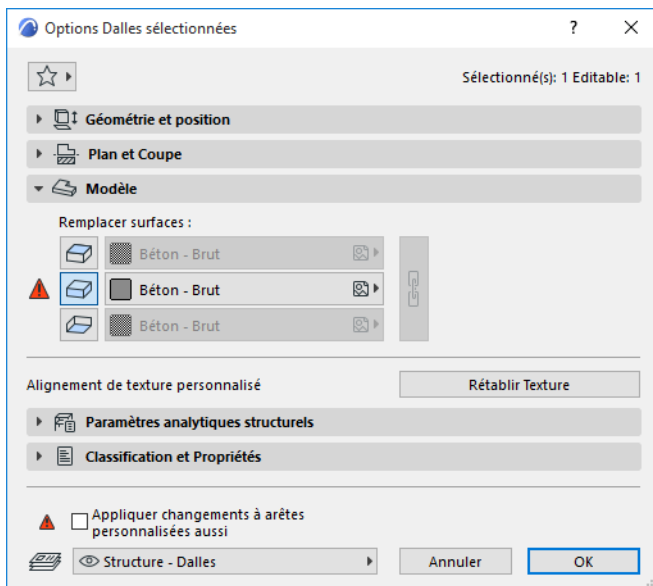 Options Dalles sélectionnées
Sélectionné(s): 1 Editable: 1
Géométrie et position
Plan et Coupe
Modèle
Remplacer surfaces :
Béton - Brut
Béton - Brut
Béton - Brut
Alignement de texture personnalisé
Rétablir Texture
Paramètres analytiques structurels
Classification et Propriétés
Appliquer changements à arêtes
personnalisées aussi
Structure - Dalles
Annuler
OK